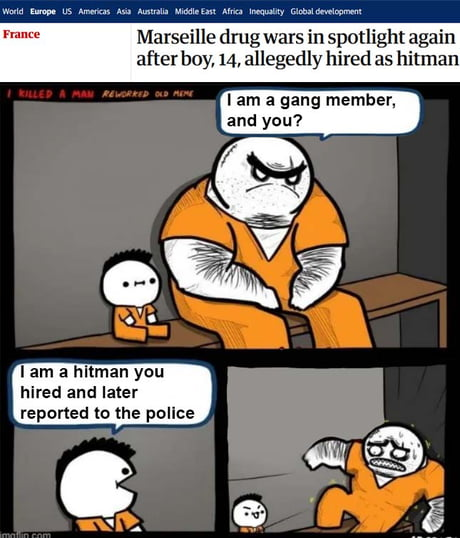 World Europe US Americas Asia Australia Middle East Africa Inequality Global development
France
Marseille drug wars in spotlight again
after boy, 14, allegedly hired as hitman
I KILLED A MAN REWORKED OLD MEME
I am a gang member,
and you?
I am a hitman you
hired and later
reported to the police
imgflip.com